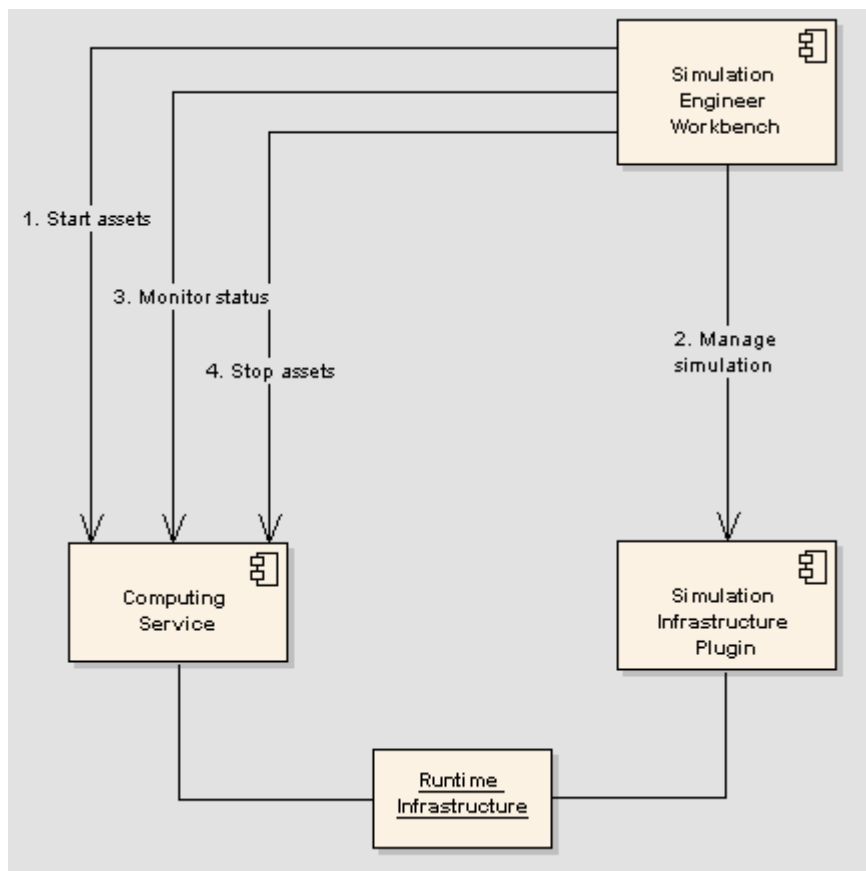 Simulation
Engineer
Workbench
1. Start assets
3. Monitor status
4. Stop assets
2. Manage
simulation
Computing
Service
Simulation
Infrastructure
Plugin
Runtime
Infrastructure